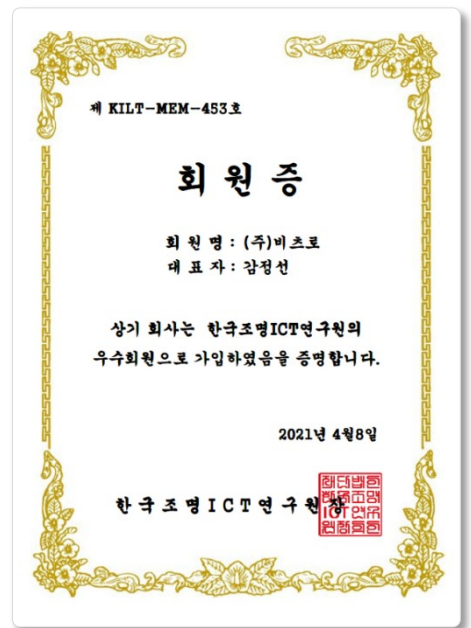 제 KILT-MEM-453호
회 원 증
회 원 명 : (주)비츠로
대 표 자 : 감정선
상기 회사는 한국조명ICT연구원의
우수회원으로 가입하였음을 증명합니다.
2021년 4월8일
한 국 조 명 I C T 연 구 원 장